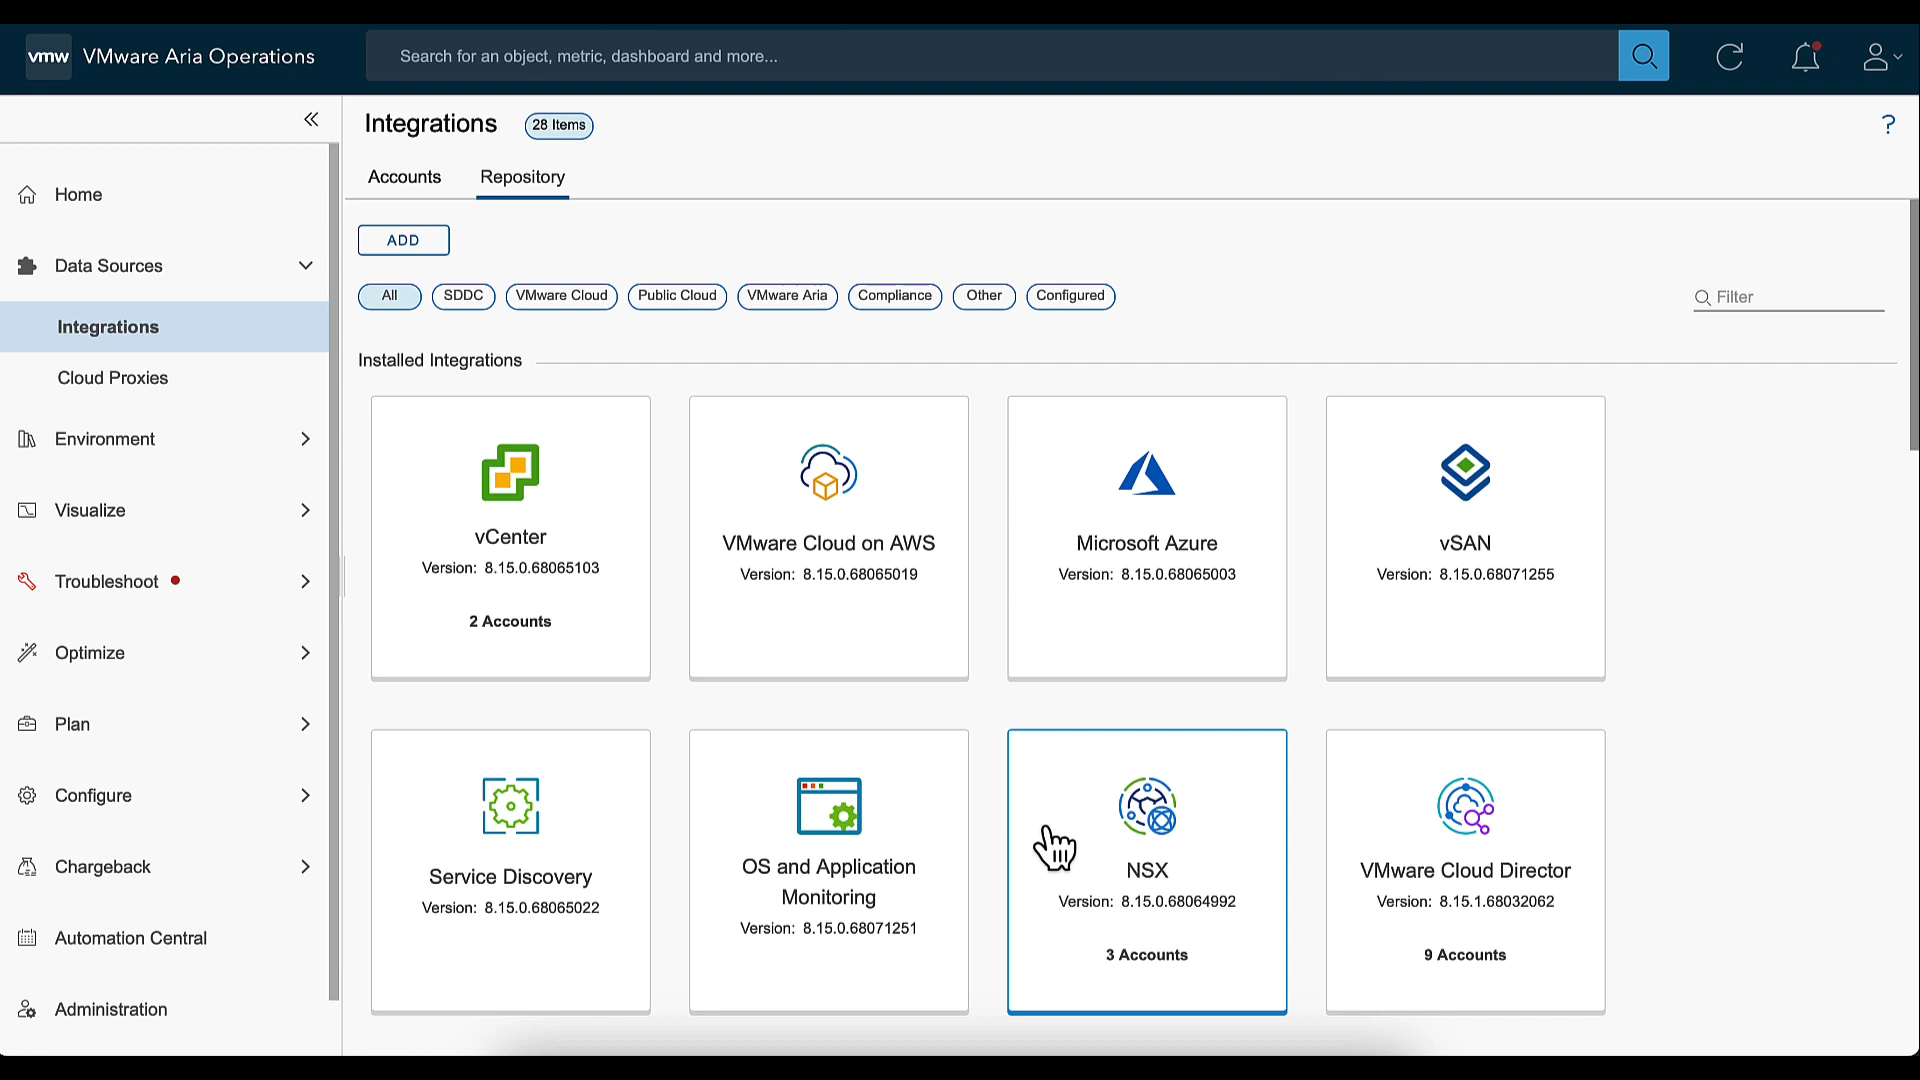 vmw VMware Aria Operations
Search for an object, metric, dashboard and more...
Integrations 28 Items
?
Accounts Repository
Home
Data Sources
Integrations
Cloud Proxies
Environment
Visualize
Troubleshoot
Optimize
Plan
Configure
Chargeback
Automation Central
Administration
ADD
All SDDC VMware Cloud Public Cloud VMware Aria Compliance Other Configured
Filter
Installed Integrations
vCenter
Version: 8.15.0.68065103
2 Accounts
VMware Cloud on AWS
Version: 8.15.0.68065019
Microsoft Azure
Version: 8.15.0.68065003
vSAN
Version: 8.15.0.68071255
Service Discovery
Version: 8.15.0.68065022
OS and Application
Monitoring
Version: 8.15.0.68071251
NSX
Version: 8.15.0.68064992
3 Accounts
VMware Cloud Director
Version: 8.15.1.68032062
9 Accounts